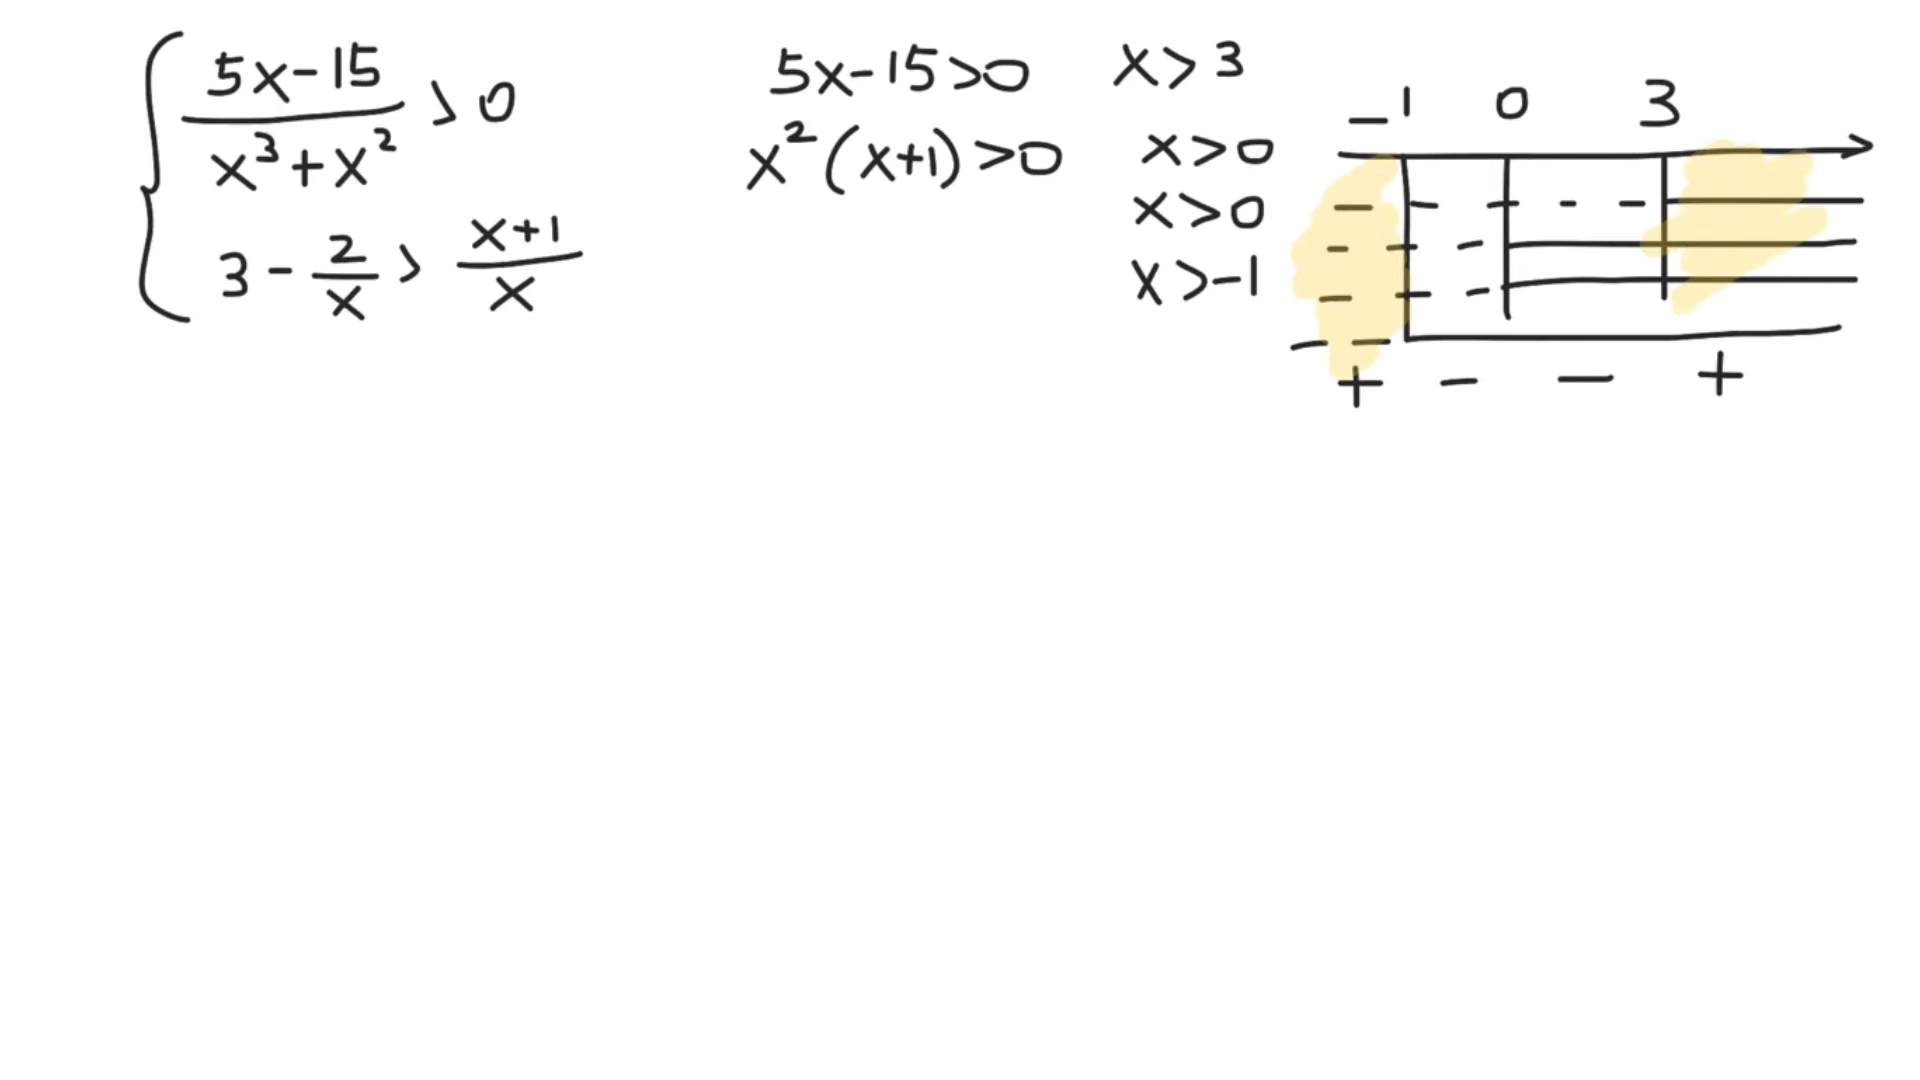 5x-15 / x³+x² > 0
3 - 2/x > x+1/x
5x-15>0 x>3
x²(x+1)>0 x>0
x>0
x>-1
-1 0 3
+ - - +